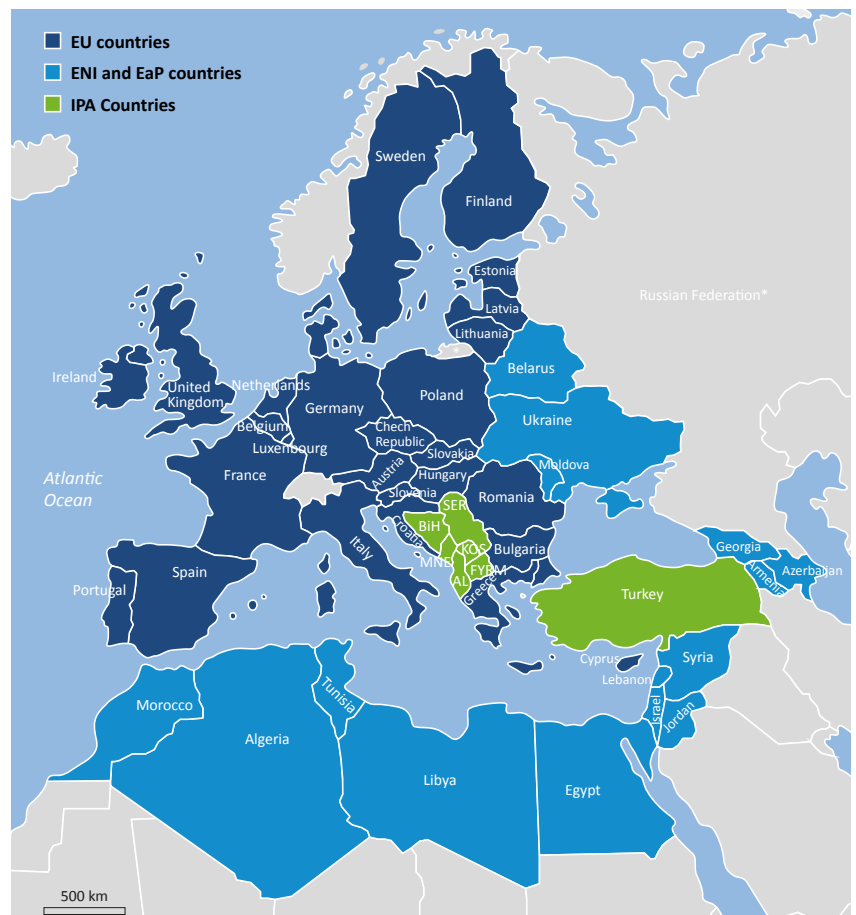 EU countries
ENI and EaP countries
IPA Countries
Sweden
Finland
Estonia
Russian Federation*
Latvia
Lithuania
*
Belarus
Ireland
United
Kingdom
Netherlands
Poland
Germany
Belgium
Chech
Republic
Ukraine
Luxenbourg
Slovakia
Moldova
Atlantic
Ocean
France
Austria
Hungary
Slovenia
Romania
SER
Croatia
BiH
Italy
KOS
Bulgaria
MNE
FYRM
AL
Greece
Georgia
Armenia
Azerbaijan
Portugal
Spain
Turkey
Cyprus
Syria
Lebanon
Israel
Jordan
Morocco
Tunisia
Algeria
Libya
Egypt
500 km